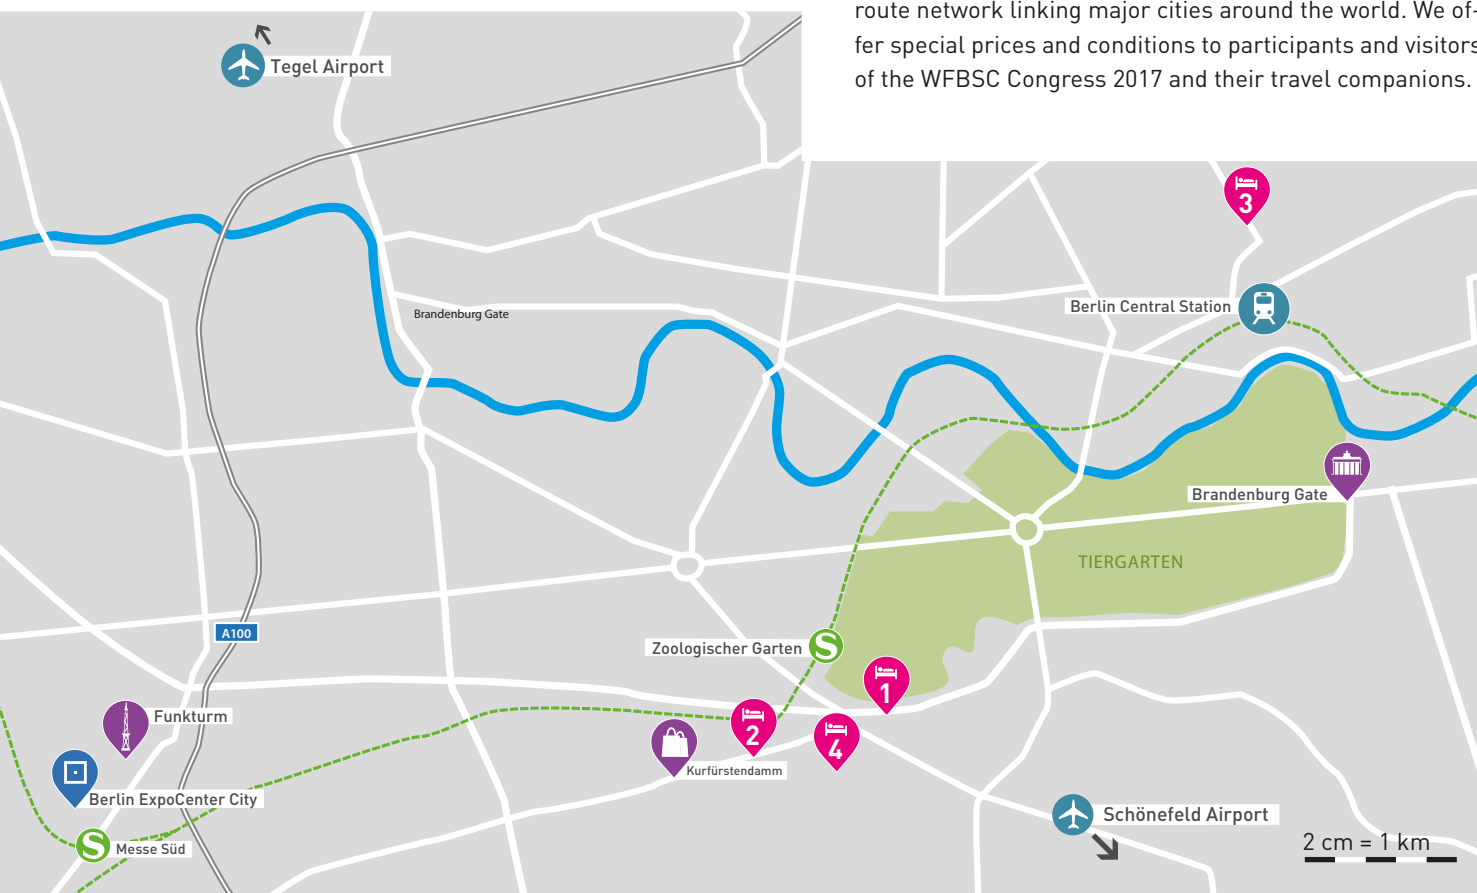 route network linking major cities around the world. We of-
fer special prices and conditions to participants and visitors
of the WFBSC Congress 2017 and their travel companions.
Tegel Airport
3
Berlin Central Station
Brandenburg Gate
Brandenburg Gate
TIERGARTEN
A100
Zoologischer Garten
S
1
Funkturm
2
4
Kurfürstendamm
Berlin ExpoCenter City
Schönefeld Airport
S
Messe Süd
2 cm = 1 km